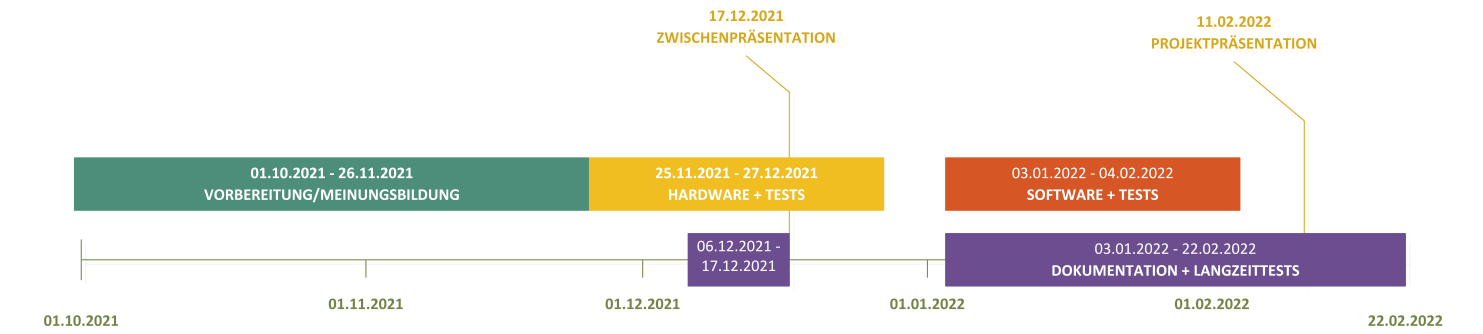 17.12.2021
ZWISCHENPRÄSENTATION
11.02.2022
PROJEKTPRÄSENTATION
01.10.2021 - 26.11.2021
VORBEREITUNG/MEINUNGSBILDUNG
25.11.2021 - 27.12.2021
HARDWARE + TESTS
03.01.2022 - 04.02.2022
SOFTWARE + TESTS
06.12.2021 -
17.12.2021
03.01.2022 - 22.02.2022
DOKUMENTATION + LANGZEITTESTS
01.10.2021
01.11.2021
01.12.2021
01.01.2022
01.02.2022
22.02.2022